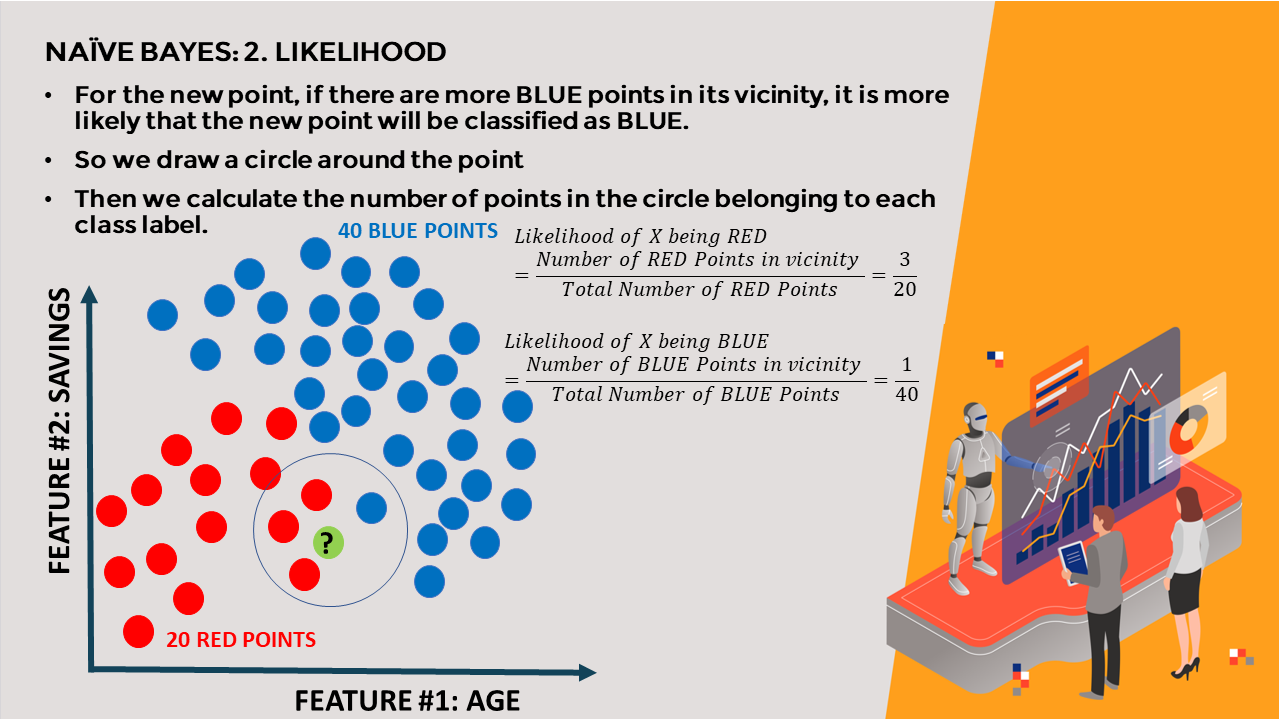 NAÏVE BAYES: 2. LIKELIHOOD
• For the new point, if there are more BLUE points in its vicinity, it is more
likely that the new point will be classified as BLUE.
• So we draw a circle around the point
• Then we calculate the number of points in the circle belonging to each
class label.
40 BLUE POINTS
Likelihood of X being RED
= Number of RED Points in vicinity / Total Number of RED Points = 3/20
Likelihood of X being BLUE
= Number of BLUE Points in vicinity / Total Number of BLUE Points = 1/40
FEATURE #2: SAVINGS
?
20 RED POINTS
FEATURE #1: AGE